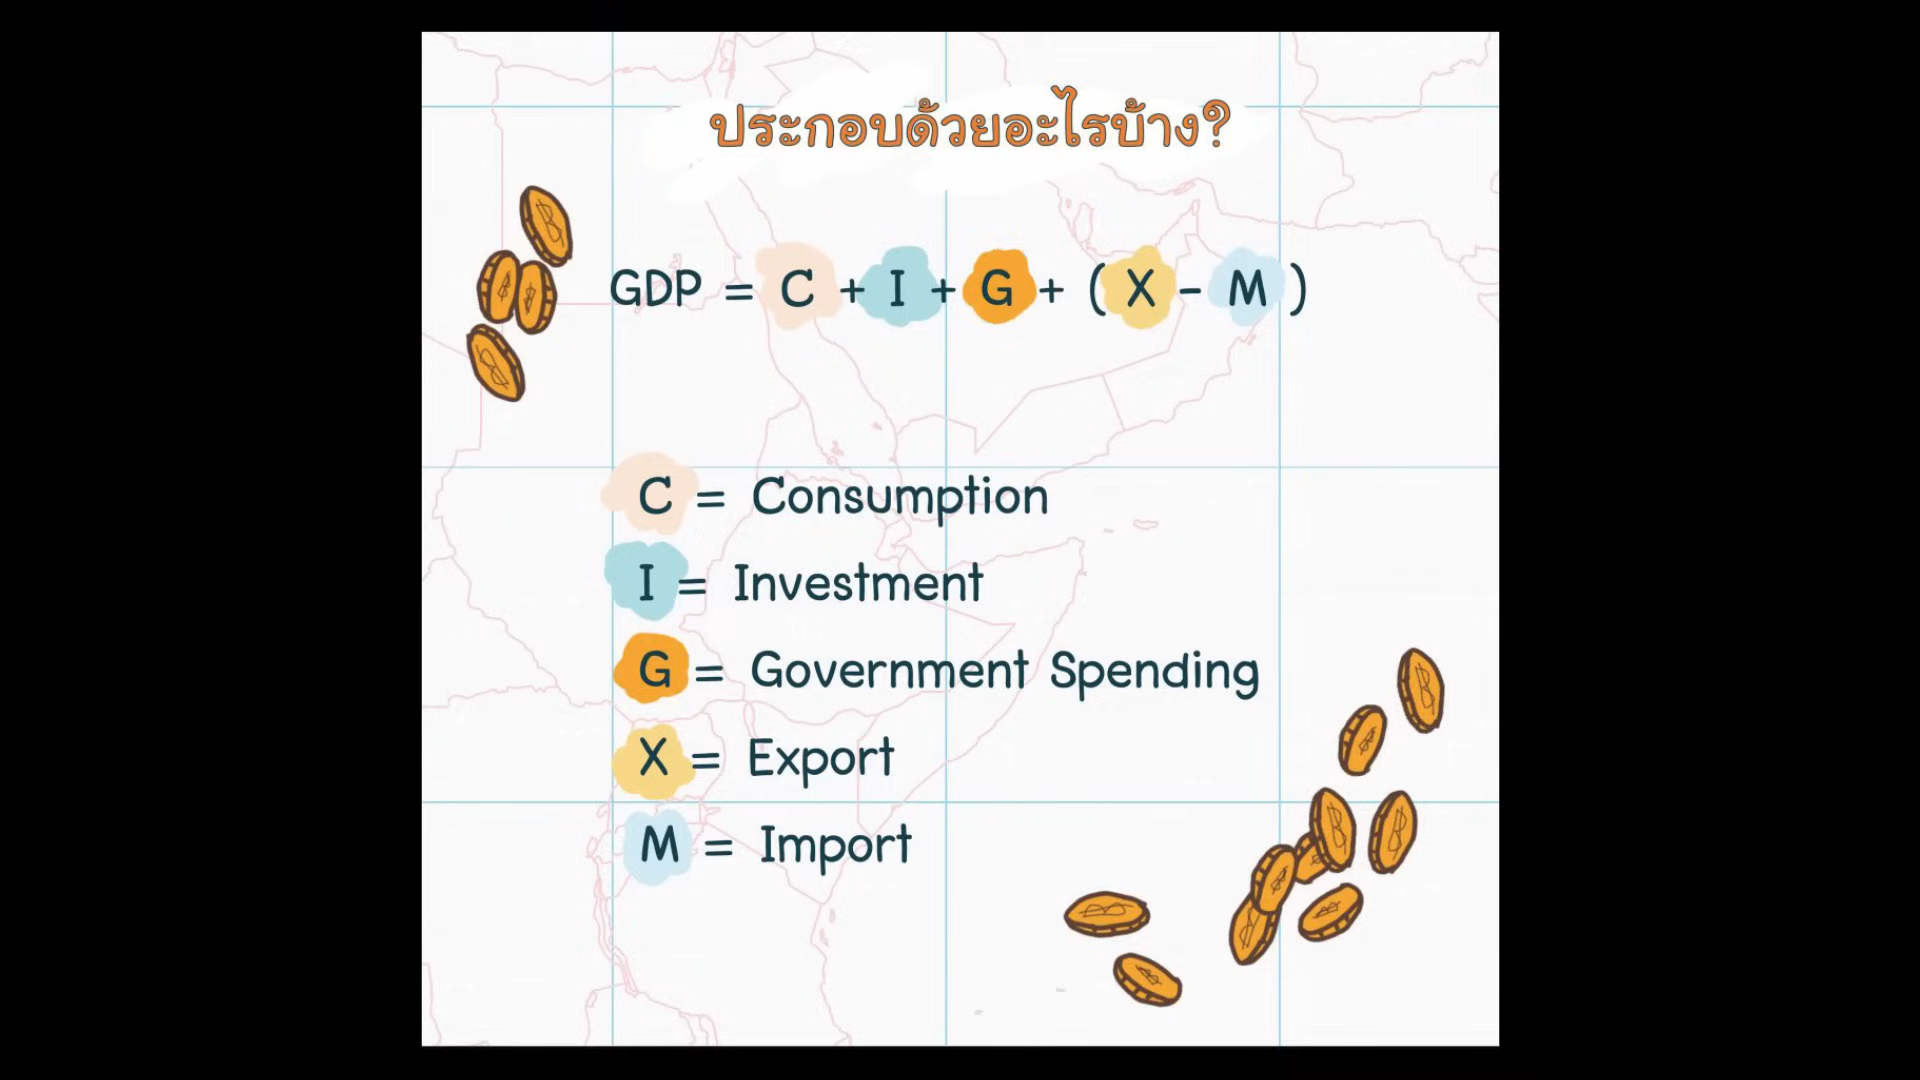 ประกอบด้วยอะไรบ้าง?
GDP = C + I + G + ( X - M )
C = Consumption
I = Investment
G = Government Spending
X = Export
M = Import